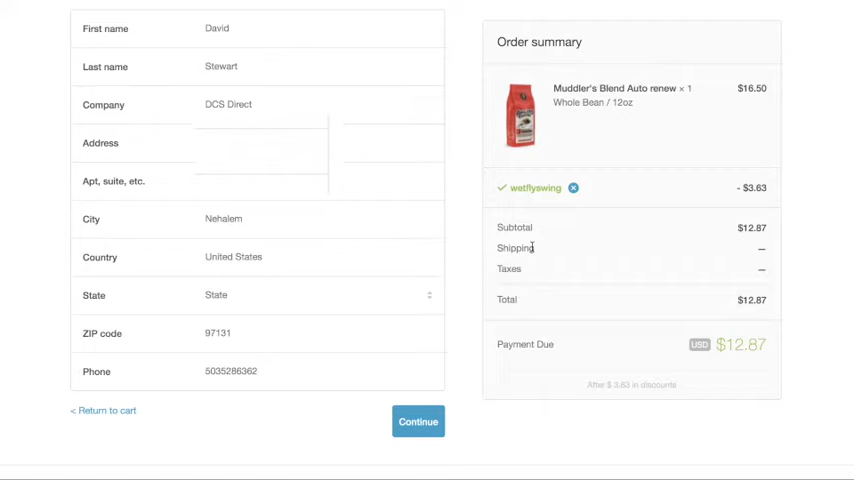 First name David
Last name Stewart
Company DCS Direct
Address
Apt, suite, etc.
City Nehalem
Country United States
State State
ZIP code 97131
Phone 5035286362
< Return to cart
Continue
Order summary
Muddler's Blend Auto renew × 1 $16.50
Whole Bean / 12oz
wetflyswing - $3.63
Subtotal $12.87
Shipping —
Taxes —
Total $12.87
Payment Due USD $12.87
After $ 3.63 in discounts